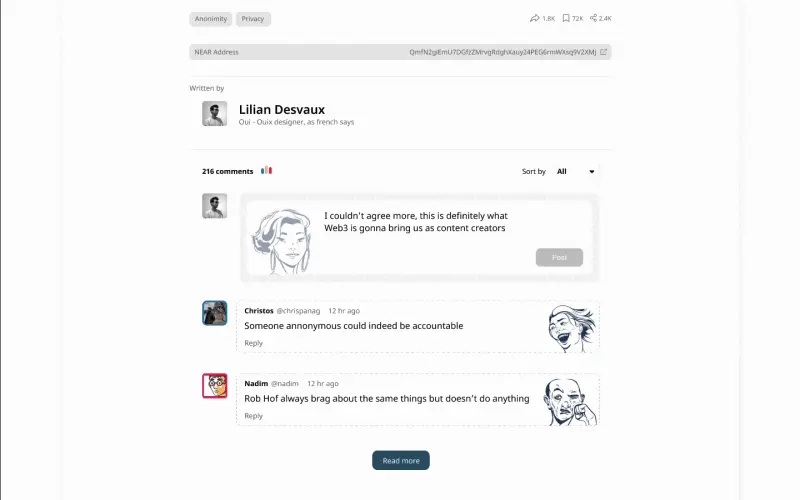 Anonimity Privacy 1.8K 72K 2.4K
NEAR Address
Written by
Lilian Desvaux
Oui - Ouix designer, as french says
216 comments Sort by All
I couldn't agree more, this is definitely what
Web3 is gonna bring us as content creators
Post
Christos @chrispanag 12 hr ago
Someone annonymous could indeed be accountable
Reply
Nadim @nadim 12 hr ago
Rob Hof always brag about the same things but doesn't do anything
Reply
Read more